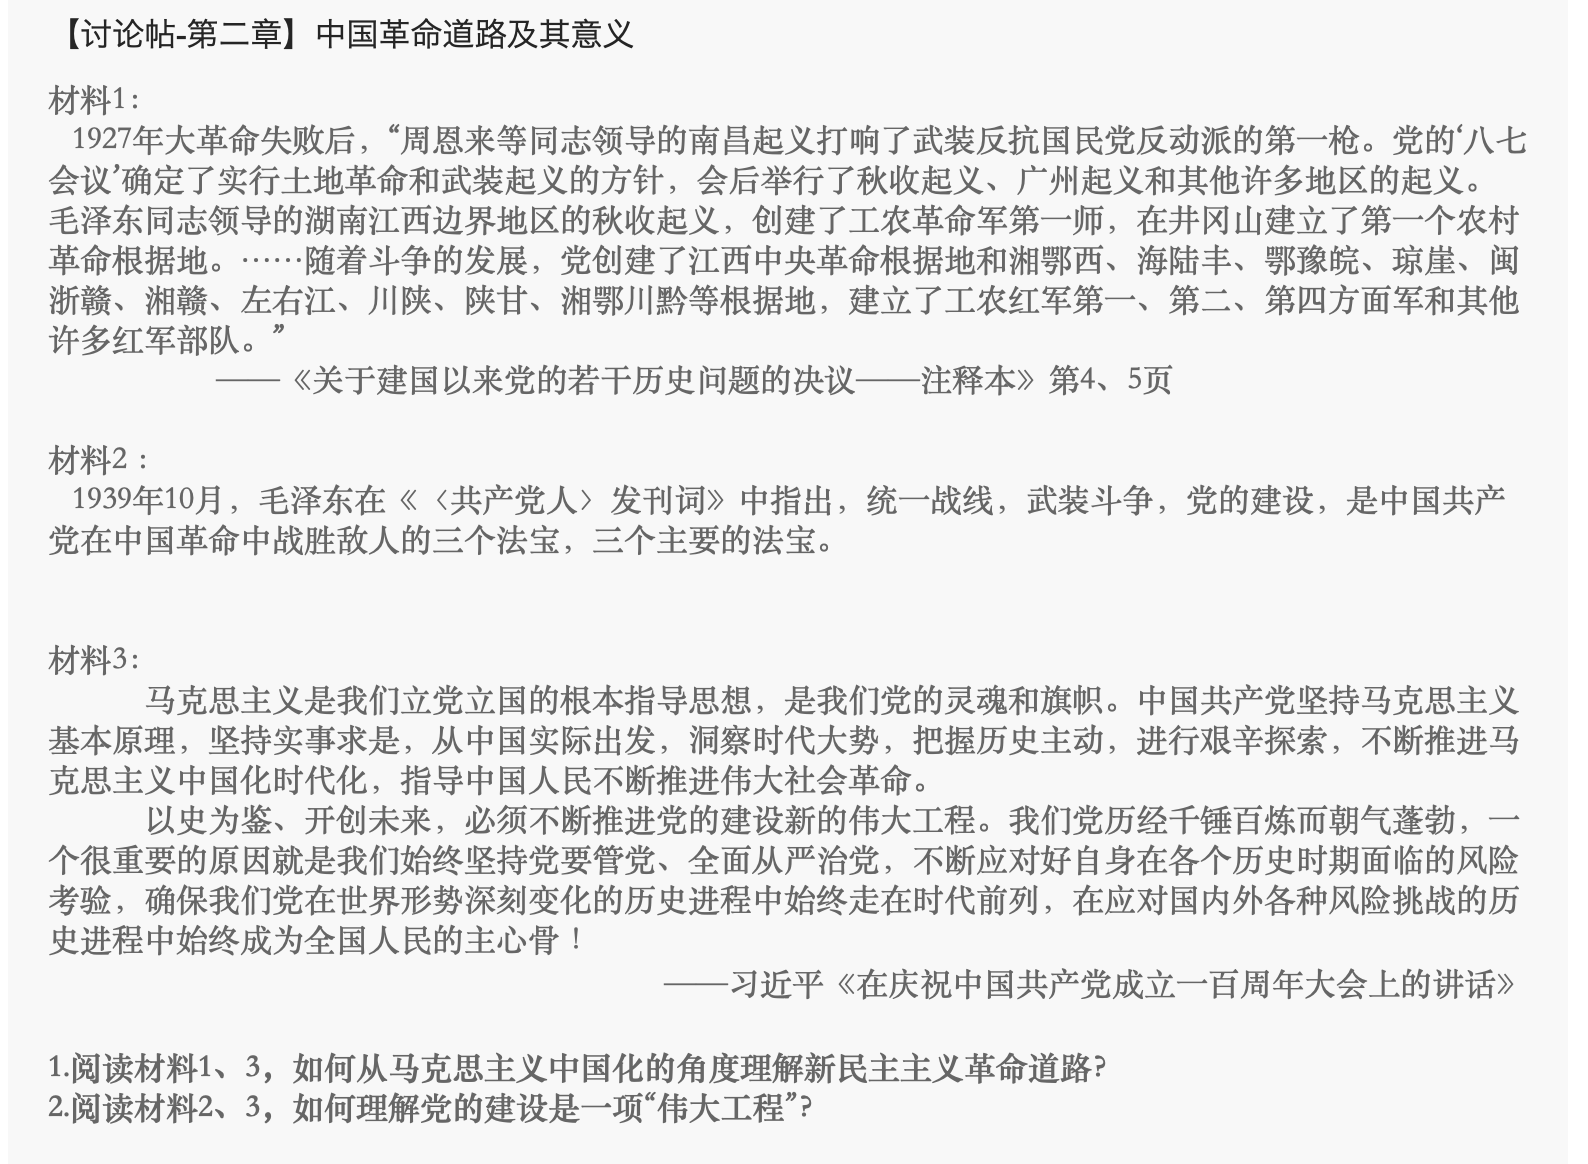 【讨论帖-第二章】中国革命道路及其意义
材料1：
1927年大革命失败后，“周恩来等同志领导的南昌起义打响了武装反抗国民党反动派的第一枪。党的‘八七
会议’确定了实行土地革命和武装起义的方针，会后举行了秋收起义、广州起义和其他许多地区的起义。
毛泽东同志领导的湖南江西边界地区的秋收起义，创建了工农革命军第一师，在井冈山建立了第一个农村
革命根据地。……随着斗争的发展，党创建了江西中央革命根据地和湘鄂西、海陆丰、鄂豫皖、琼崖、闽
浙赣、湘赣、左右江、川陕、陕甘、湘鄂川黔等根据地，建立了工农红军第一、第二、第四方面军和其他
许多红军部队。”
——《关于建国以来党的若干历史问题的决议——注释本》第4、5页
材料2：
1939年10月，毛泽东在《〈共产党人〉发刊词》中指出，统一战线，武装斗争，党的建设，是中国共产
党在中国革命中战胜敌人的三个法宝，三个主要的法宝。
材料3：
马克思主义是我们立党立国的根本指导思想，是我们党的灵魂和旗帜。中国共产党坚持马克思主义
基本原理，坚持实事求是，从中国实际出发，洞察时代大势，把握历史主动，进行艰辛探索，不断推进马
克思主义中国化时代化，指导中国人民不断推进伟大社会革命。
以史为鉴、开创未来，必须不断推进党的建设新的伟大工程。我们党历经千锤百炼而朝气蓬勃，一
个很重要的原因就是我们始终坚持党要管党、全面从严治党，不断应对好自身在各个历史时期面临的风险
考验，确保我们党在世界形势深刻变化的历史进程中始终走在时代前列，在应对国内外各种风险挑战的历
史进程中始终成为全国人民的主心骨！
——习近平《在庆祝中国共产党成立一百周年大会上的讲话》
1.阅读材料1、3，如何从马克思主义中国化的角度理解新民主主义革命道路?
2.阅读材料2、3，如何理解党的建设是一项“伟大工程”?